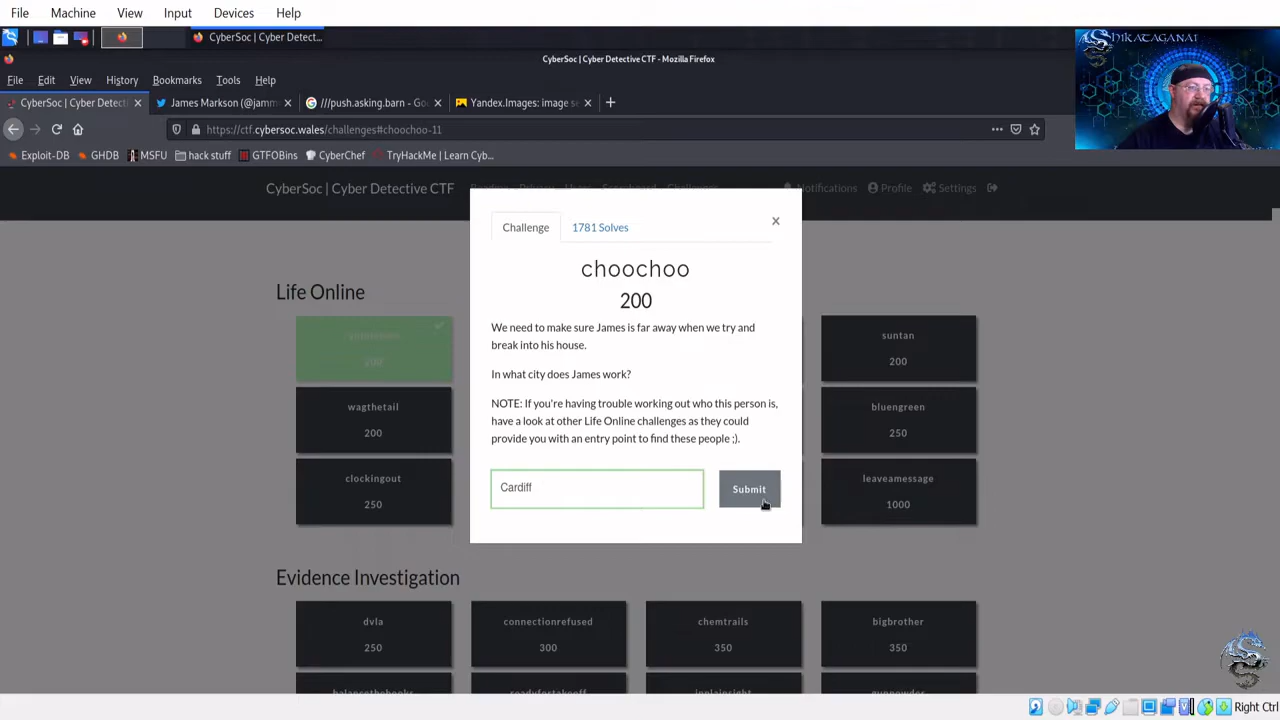 File Machine View Input Devices Help
CyberSoc | Cyber Detect...
CyberSoc | Cyber Detective CTF - Mozilla Firefox
SHIKATAGANAI
File Edit View History Bookmarks Tools Help
CyberSoc | Cyber Detecti × James Markson (@jamm × ///push.asking.barn - Goo × Yandex.Images: image se × +
https://ctf.cybersoc.wales/challenges#choochoo-11
Exploit-DB GHDB MSFU hack stuff GTFOBins CyberChef TryHackMe | Learn Cyb...
CyberSoc | Cyber Detective CTF Notifications Profile Settings
Challenge 1781 Solves ×
choochoo
200
We need to make sure James is far away when we try and
break into his house.
In what city does James work?
NOTE: If you're having trouble working out who this person is,
have a look at other Life Online challenges as they could
provide you with an entry point to find these people ;).
Cardiff Submit
Life Online
200
suntan
200
wagthetail
200
bluengreen
250
clockingout
250
leaveamessage
1000
Evidence Investigation
dvla connectionrefused chemtrails bigbrother
250 300 350 350
Right Ctrl